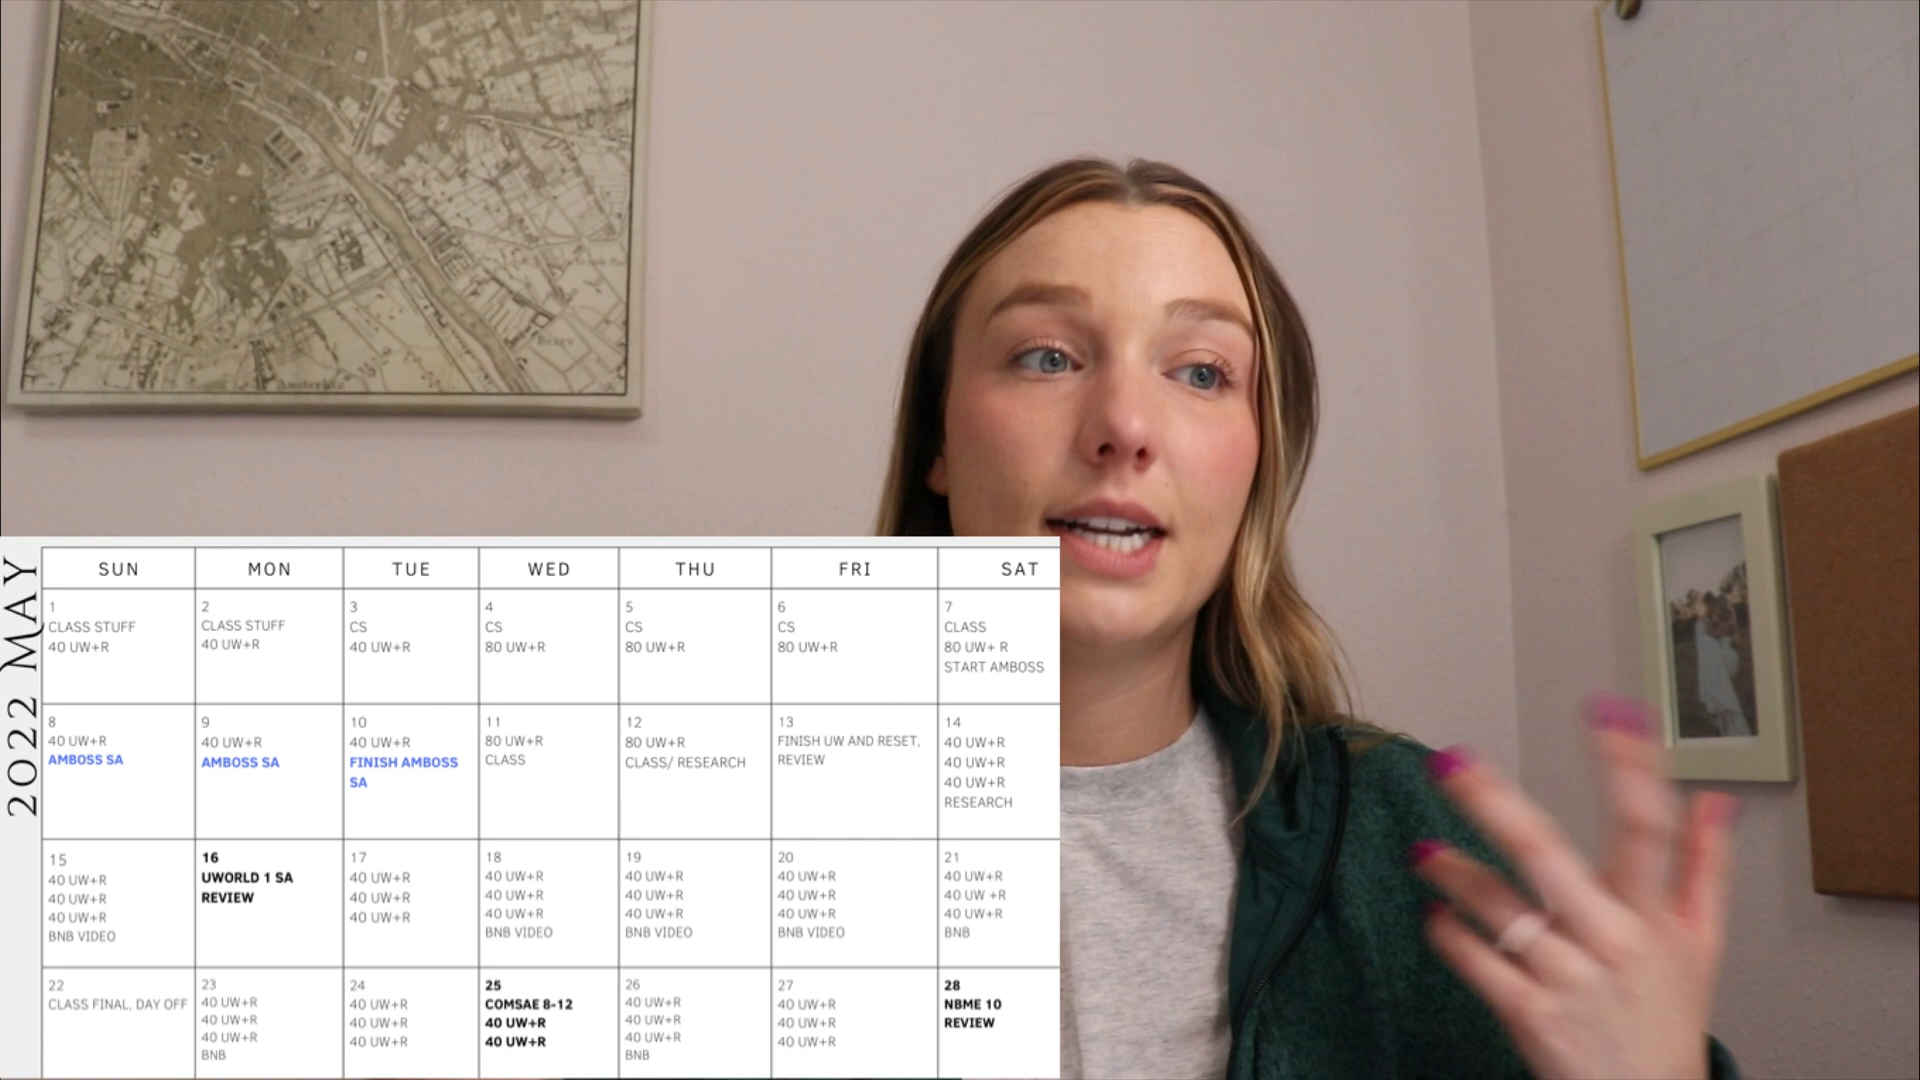 Bercy
Austerlitz
2022 MAY
SUN MON TUE WED THU FRI SAT
1
CLASS STUFF
40 UW+R
2
CLASS STUFF
40 UW+R
3
CS
40 UW+R
4
CS
80 UW+R
5
CS
80 UW+R
6
CS
80 UW+R
7
CLASS
80 UW+ R
START AMBOSS
8
40 UW+R
AMBOSS SA
9
40 UW+R
AMBOSS SA
10
40 UW+R
FINISH AMBOSS
SA
11
80 UW+R
CLASS
12
80 UW+R
CLASS/ RESEARCH
13
FINISH UW AND RESET,
REVIEW
14
40 UW+R
40 UW+R
40 UW+R
RESEARCH
15
40 UW+R
40 UW+R
40 UW+R
BNB VIDEO
16
UWORLD 1 SA
REVIEW
17
40 UW+R
40 UW+R
40 UW+R
18
40 UW+R
40 UW+R
40 UW+R
BNB VIDEO
19
40 UW+R
40 UW+R
40 UW+R
BNB VIDEO
20
40 UW+R
40 UW+R
40 UW+R
BNB VIDEO
21
40 UW+R
40 UW +R
40 UW+R
BNB
22
CLASS FINAL, DAY OFF
23
40 UW+R
40 UW+R
40 UW+R
BNB
24
40 UW+R
40 UW+R
40 UW+R
25
COMSAE 8-12
40 UW+R
40 UW+R
26
40 UW+R
40 UW+R
40 UW+R
BNB
27
40 UW+R
40 UW+R
40 UW+R
28
NBME 10
REVIEW